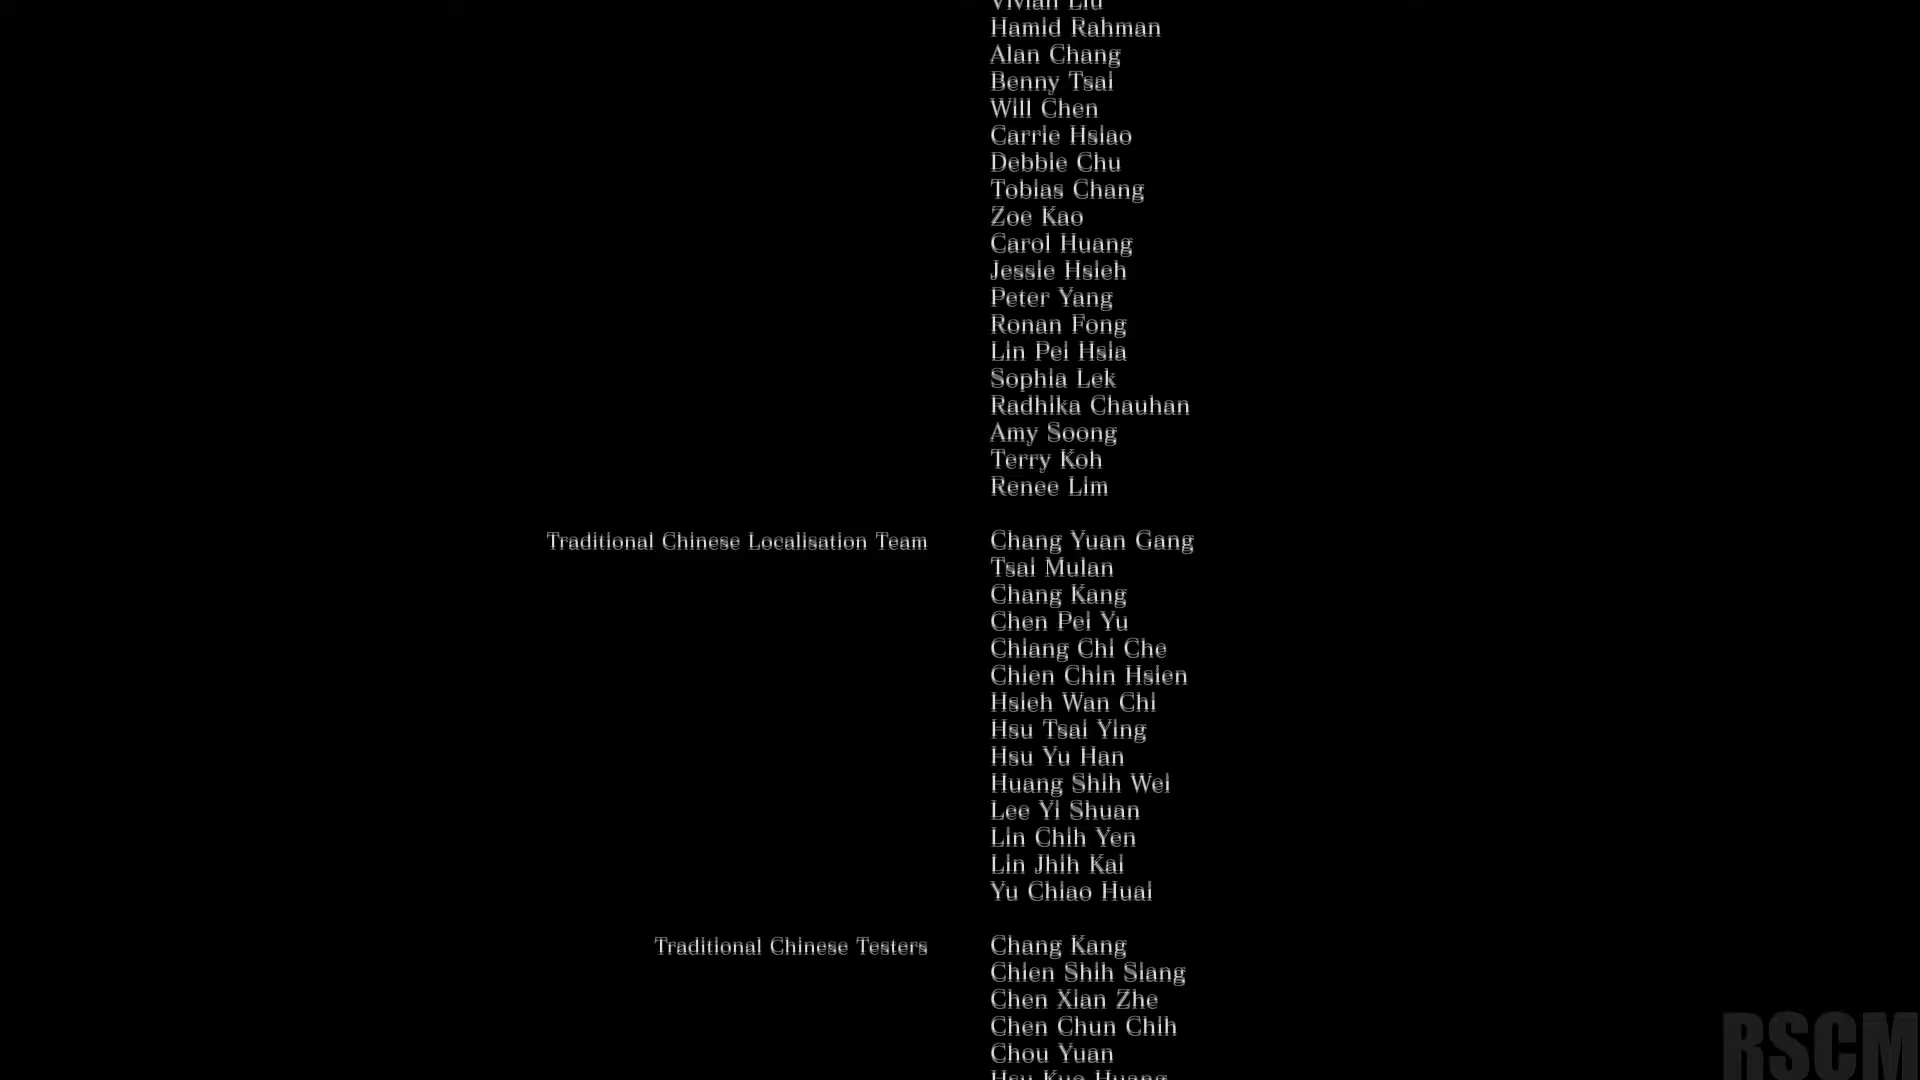 Vivian Liu
Hamid Rahman
Alan Chang
Benny Tsai
Will Chen
Carrie Hsiao
Debbie Chu
Tobias Chang
Zoe Kao
Carol Huang
Jessie Hsieh
Peter Yang
Ronan Fong
Lin Pei Hsia
Sophia Lek
Radhika Chauhan
Amy Soong
Terry Koh
Renee Lim
Traditional Chinese Localisation Team Chang Yuan Gang
Tsai Mulan
Chang Kang
Chen Pei Yu
Chiang Chi Che
Chien Chin Hsien
Hsieh Wan Chi
Hsu Tsai Ying
Hsu Yu Han
Huang Shih Wei
Lee Yi Shuan
Lin Chih Yen
Lin Jhih Kai
Yu Chiao Huai
Traditional Chinese Testers Chang Kang
Chien Shih Siang
Chen Xian Zhe
Chen Chun Chih
Chou Yuan
Hsu Kuo Huang
RSCM